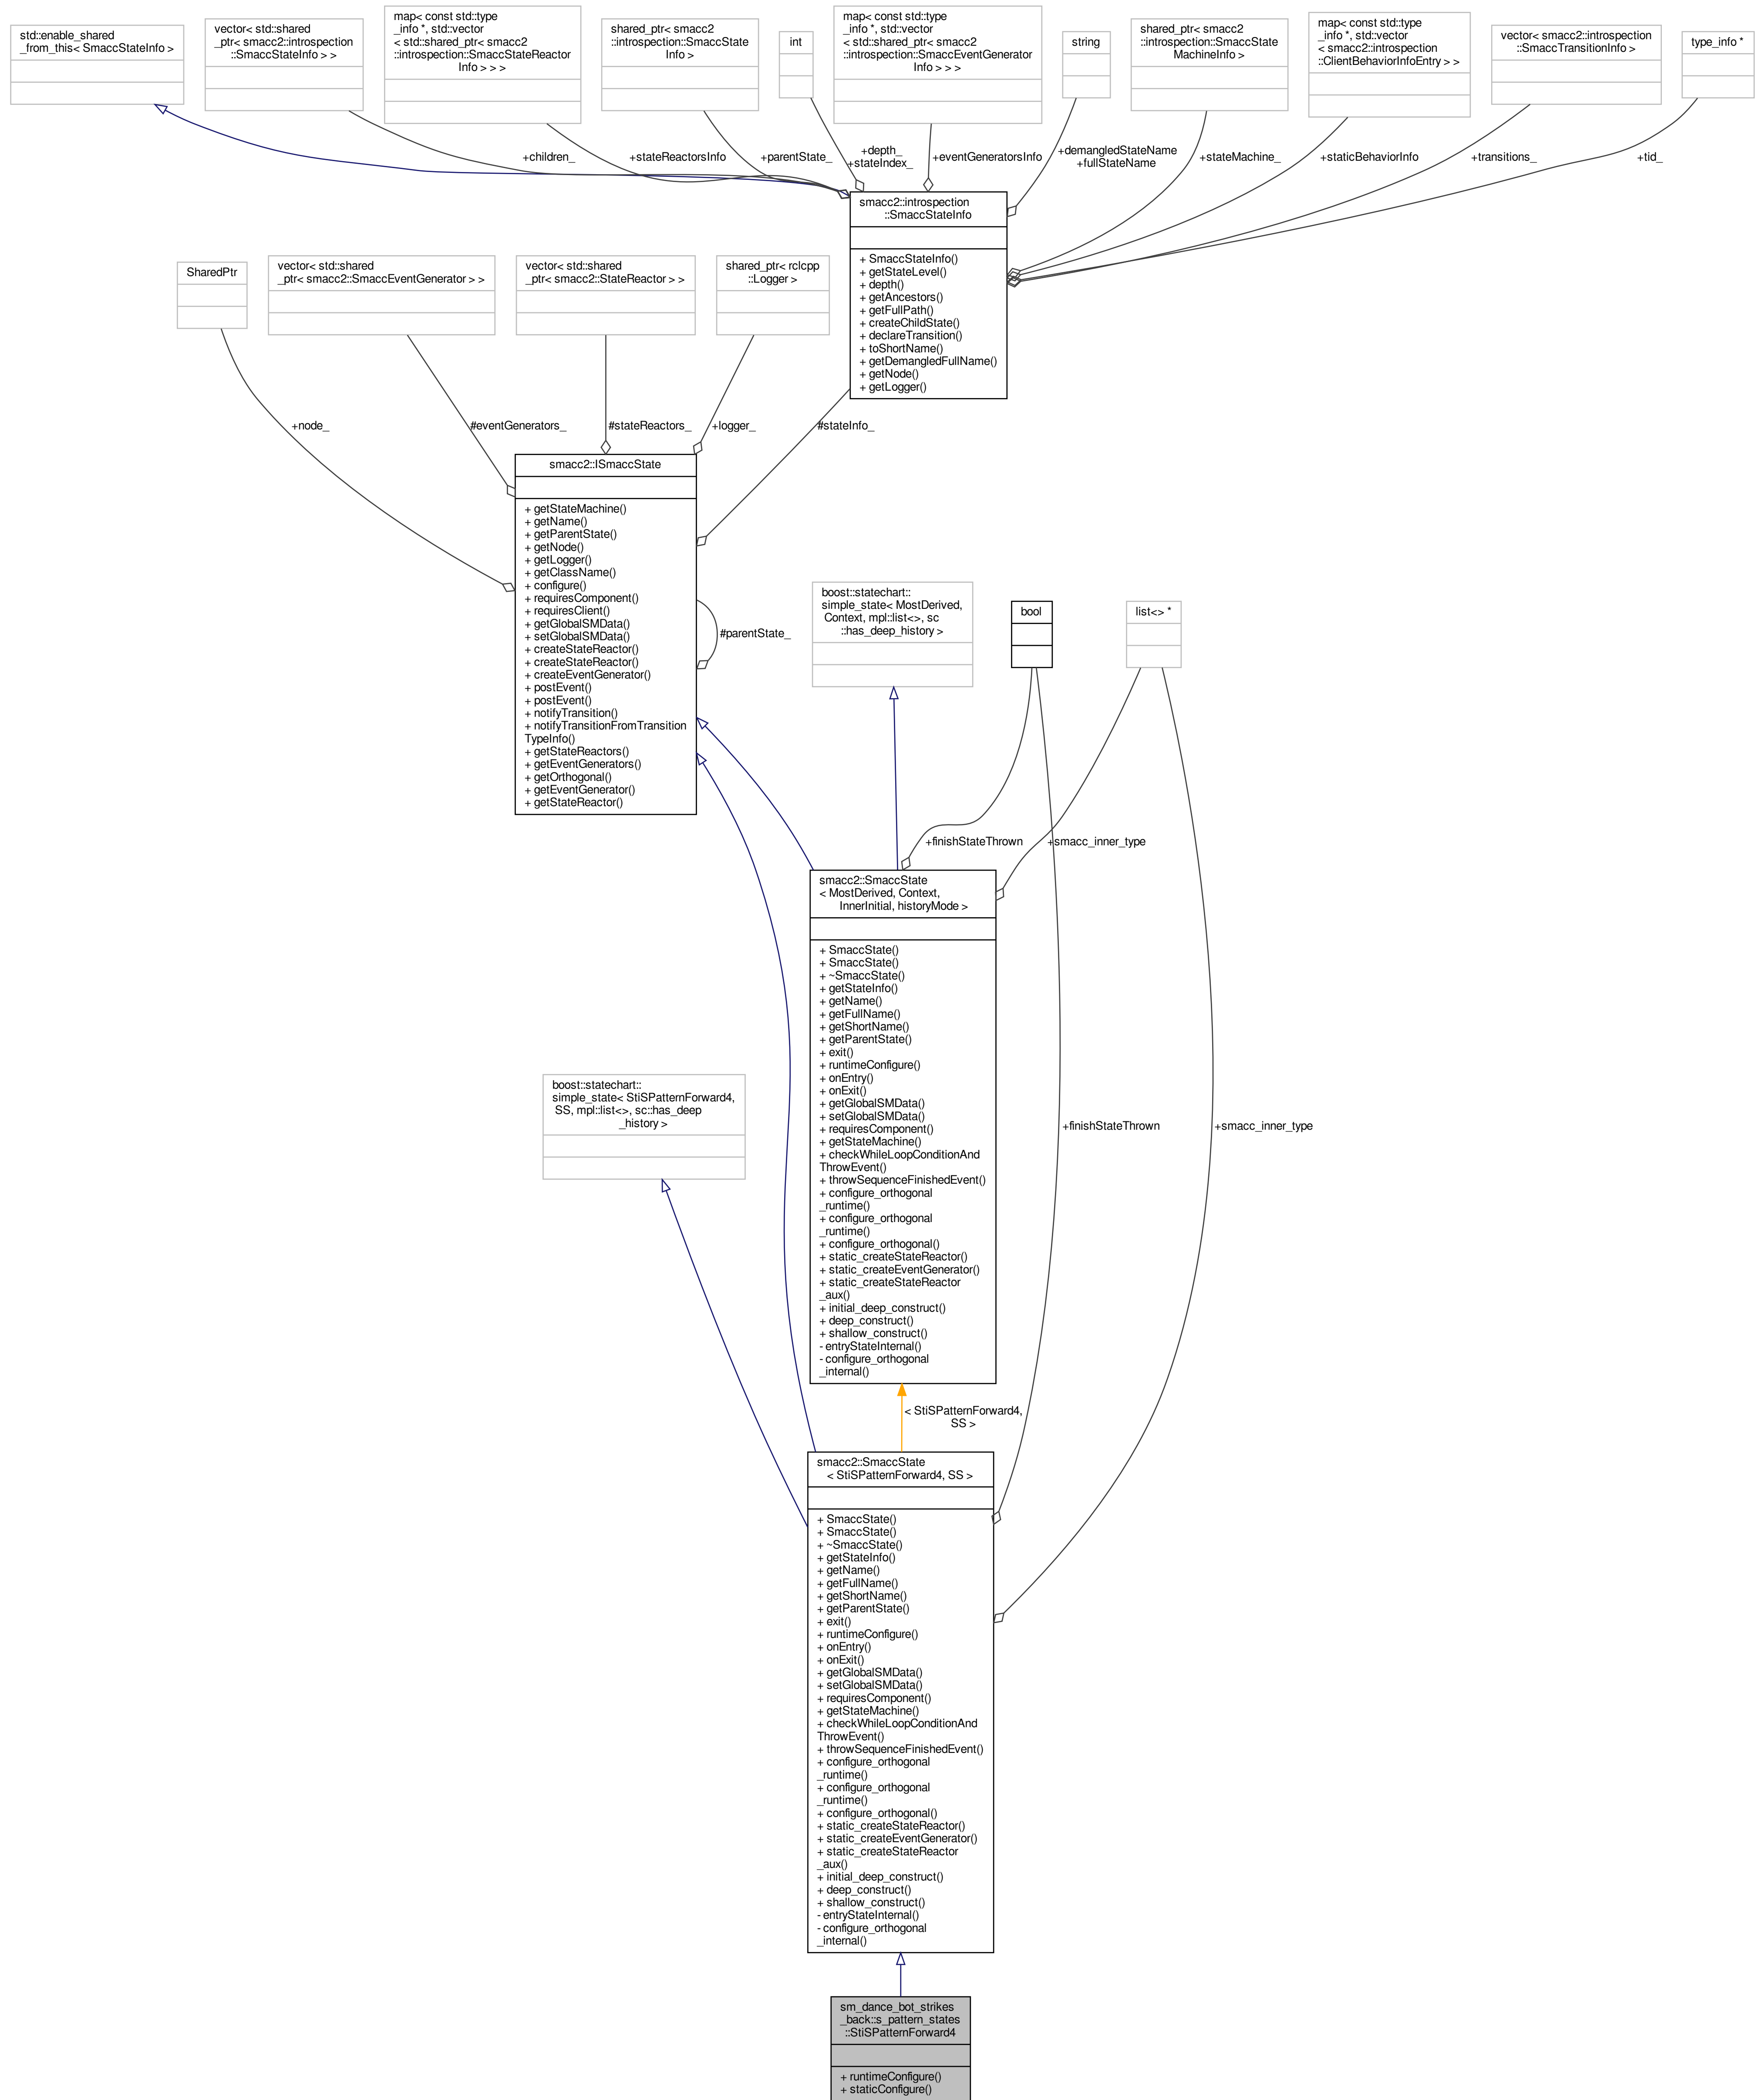 std::enable_shared
_from_this< SmaccStateInfo >
vector< std::shared
_ptr< smacc2::introspection
::SmaccStateInfo > >
map< const std::type
_info *, std::vector
< std::shared_ptr< smacc2
::introspection::SmaccStateReactor
Info > > >
shared_ptr< smacc2
::introspection::SmaccState
Info >
int
map< const std::type
_info *, std::vector
< std::shared_ptr< smacc2
::introspection::SmaccEventGenerator
Info > > >
string
shared_ptr< smacc2
::introspection::SmaccState
MachineInfo >
map< const std::type
_info *, std::vector
< smacc2::introspection
::ClientBehaviorInfoEntry > >
vector< smacc2::introspection
::SmaccTransitionInfo >
type_info *
+children_
+stateReactorsInfo
+parentState_
+depth_
+stateIndex_
+eventGeneratorsInfo
+demangledStateName
+fullStateName
+stateMachine_
+staticBehaviorInfo
+transitions_
+tid_
smacc2::introspection
::SmaccStateInfo
+ SmaccStateInfo()
+ getStateLevel()
+ depth()
+ getAncestors()
+ getFullPath()
+ createChildState()
+ declareTransition()
+ toShortName()
+ getDemangledFullName()
+ getNode()
+ getLogger()
SharedPtr
vector< std::shared
_ptr< smacc2::SmaccEventGenerator > >
vector< std::shared
_ptr< smacc2::StateReactor > >
shared_ptr< rclcpp
::Logger >
+node_
#eventGenerators_
#stateReactors_
+logger_
#stateInfo_
smacc2::ISmaccState
+ getStateMachine()
+ getName()
+ getParentState()
+ getNode()
+ getLogger()
+ getClassName()
+ configure()
+ requiresComponent()
+ requiresClient()
+ getGlobalSMData()
+ setGlobalSMData()
+ createStateReactor()
+ createStateReactor()
+ createEventGenerator()
+ postEvent()
+ postEvent()
+ notifyTransition()
+ notifyTransitionFromTransition
TypeInfo()
+ getStateReactors()
+ getEventGenerators()
+ getOrthogonal()
+ getEventGenerator()
+ getStateReactor()
#parentState_
boost::statechart::
simple_state< MostDerived,
Context, mpl::list<>, sc
::has_deep_history >
bool
list<> *
+finishStateThrown
+smacc_inner_type
smacc2::SmaccState
< MostDerived, Context,
InnerInitial, historyMode >
+ SmaccState()
+ SmaccState()
+ ~SmaccState()
+ getStateInfo()
+ getName()
+ getFullName()
+ getShortName()
+ getParentState()
+ exit()
+ runtimeConfigure()
+ onEntry()
+ onExit()
+ getGlobalSMData()
+ setGlobalSMData()
+ requiresComponent()
+ getStateMachine()
+ checkWhileLoopConditionAnd
ThrowEvent()
+ throwSequenceFinishedEvent()
+ configure_orthogonal
_runtime()
+ configure_orthogonal
_runtime()
+ configure_orthogonal()
+ static_createStateReactor()
+ static_createEventGenerator()
+ static_createStateReactor
_aux()
+ initial_deep_construct()
+ deep_construct()
+ shallow_construct()
- entryStateInternal()
- configure_orthogonal
_internal()
boost::statechart::
simple_state< StiSPatternForward4,
SS, mpl::list<>, sc::has_deep
_history >
+finishStateThrown
+smacc_inner_type
< StiSPatternForward4,
SS >
smacc2::SmaccState
< StiSPatternForward4, SS >
+ SmaccState()
+ SmaccState()
+ ~SmaccState()
+ getStateInfo()
+ getName()
+ getFullName()
+ getShortName()
+ getParentState()
+ exit()
+ runtimeConfigure()
+ onEntry()
+ onExit()
+ getGlobalSMData()
+ setGlobalSMData()
+ requiresComponent()
+ getStateMachine()
+ checkWhileLoopConditionAnd
ThrowEvent()
+ throwSequenceFinishedEvent()
+ configure_orthogonal
_runtime()
+ configure_orthogonal
_runtime()
+ configure_orthogonal()
+ static_createStateReactor()
+ static_createEventGenerator()
+ static_createStateReactor
_aux()
+ initial_deep_construct()
+ deep_construct()
+ shallow_construct()
- entryStateInternal()
- configure_orthogonal
_internal()
sm_dance_bot_strikes
_back::s_pattern_states
::StiSPatternForward4
+ runtimeConfigure()
+ staticConfigure()